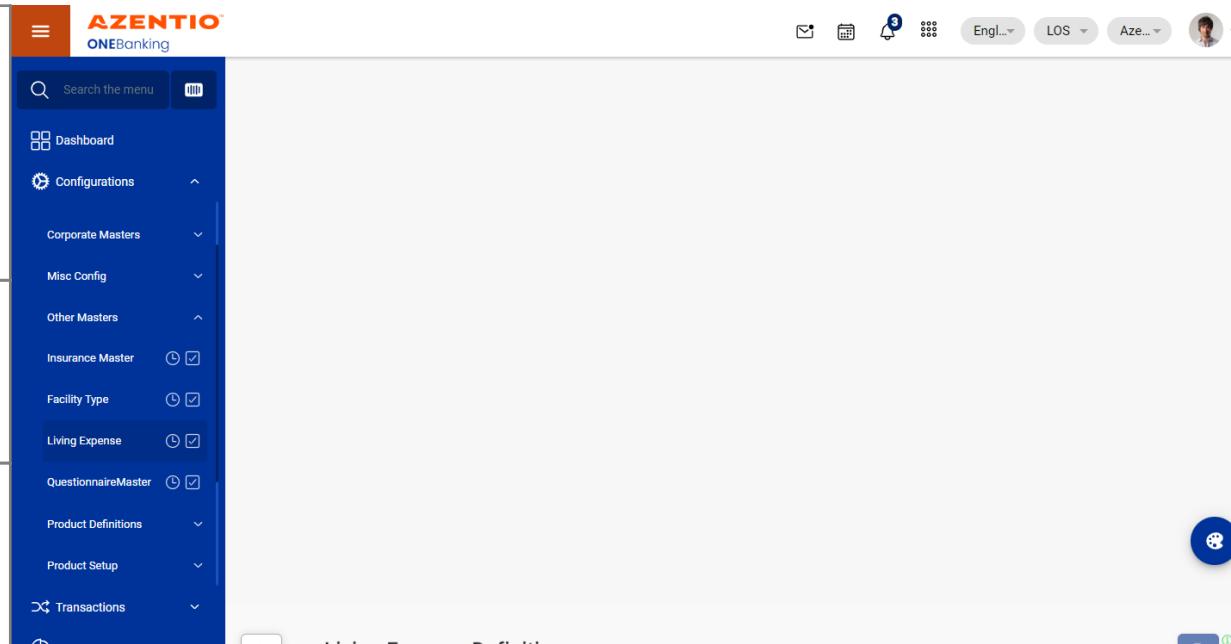 AZENTIO
ONEBanking
3
Engl...
LOS
Aze...
Search the menu
Dashboard
Configurations
Corporate Masters
Misc Config
Other Masters
Insurance Master
Facility Type
Living Expense
QuestionnaireMaster
Product Definitions
Product Setup
Transactions